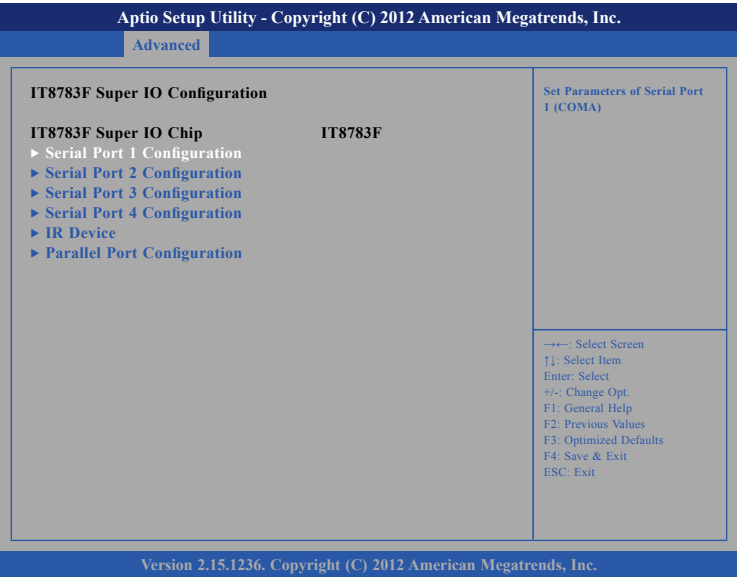 Aptio Setup Utility - Copyright (C) 2012 American Megatrends, Inc.
Advanced
IT8783F Super IO Configuration
IT8783F Super IO Chip IT8783F
► Serial Port 1 Configuration
► Serial Port 2 Configuration
► Serial Port 3 Configuration
► Serial Port 4 Configuration
► IR Device
► Parallel Port Configuration
Set Parameters of Serial Port
1 (COMA)
→←: Select Screen
↑↓: Select Item
Enter: Select
+/-: Change Opt.
F1: General Help
F2: Previous Values
F3: Optimized Defaults
F4: Save & Exit
ESC: Exit
Version 2.15.1236. Copyright (C) 2012 American Megatrends, Inc.